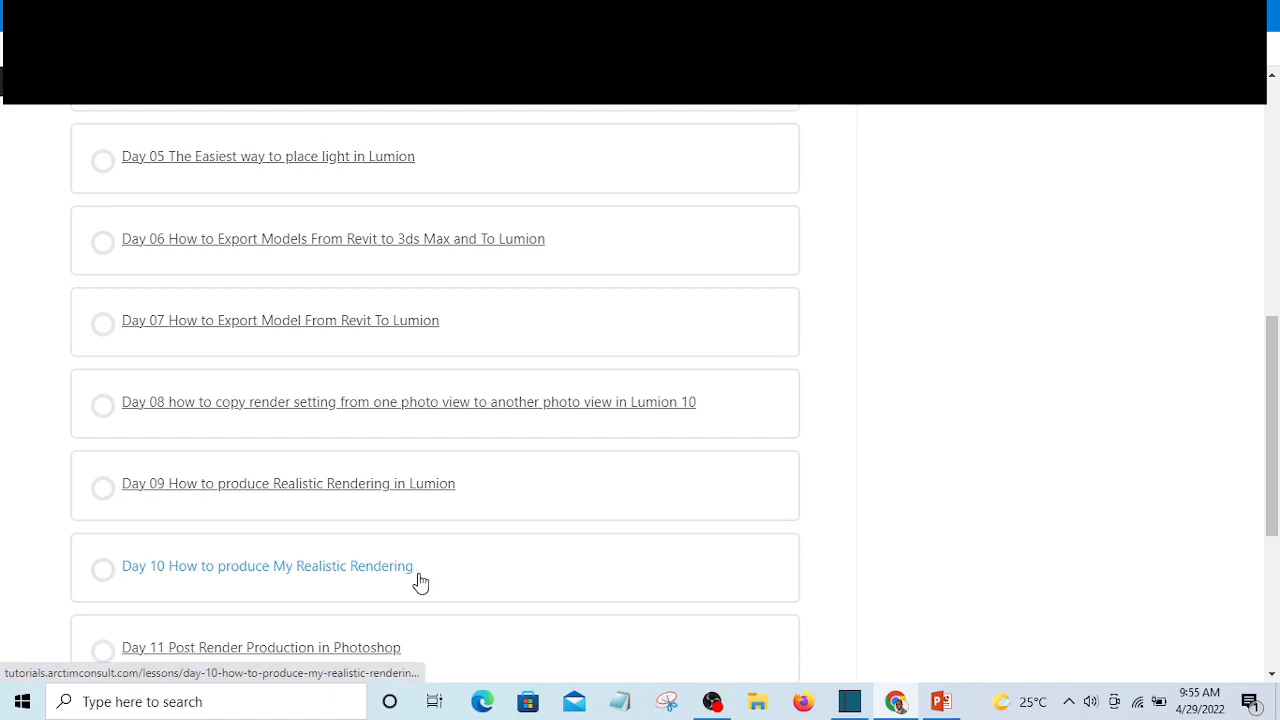 Day 05 The Easiest way to place light in Lumion
Day 06 How to Export Models From Revit to 3ds Max and To Lumion
Day 07 How to Export Model From Revit To Lumion
Day 08 how to copy render setting from one photo view to another photo view in Lumion 10
Day 09 How to produce Realistic Rendering in Lumion
Day 10 How to produce My Realistic Rendering
Day 11 Post Render Production in Photoshop
tutorials.arctimconsult.com/lessons/day-10-how-to-produce-my-realistic-renderin...
Type here to search
25°C
9:55 AM
4/29/2022
1